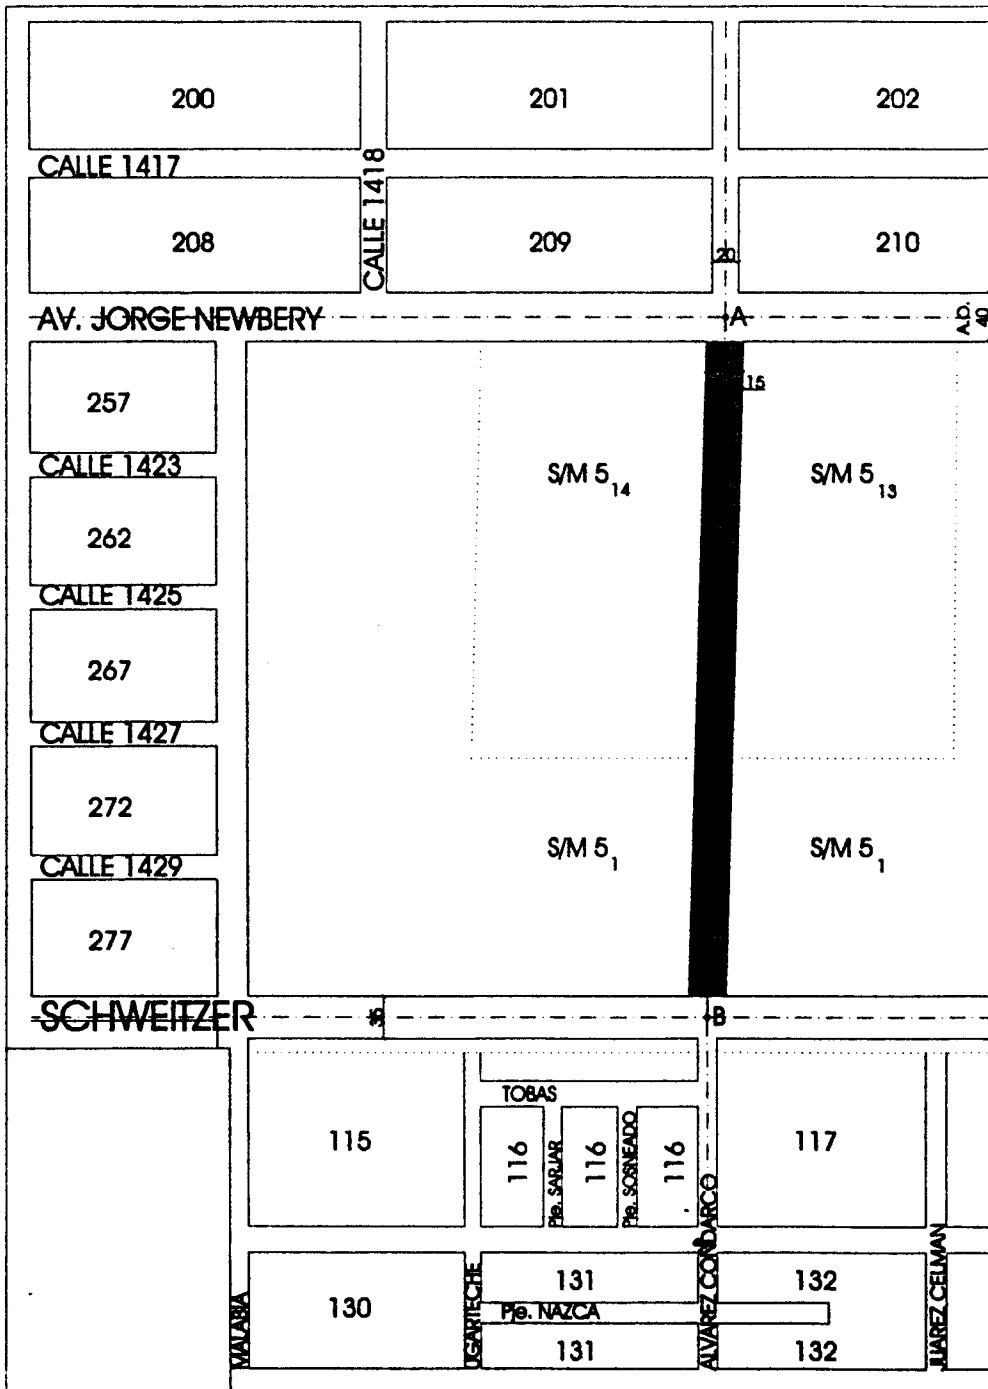 200
201
202
CALLE 1417
CALLE 1418
208
209
210
20
AV. JORGE NEWBERY
A
A.O.
40
257
15
CALLE 1423
S/M 5 14
S/M 5 13
262
CALLE 1425
267
CALLE 1427
272
S/M 5 1
S/M 5 1
CALLE 1429
277
SCHWEITZER
B
TOBAS
115
116
Pje. SARJAR
116
Pje. SOSNEADO
116
117
ALVAREZ CONDARCO
JUAREZ CELMAN
MALABIA
130
UGARTECHE
131
132
Pje. NAZCA
131
132